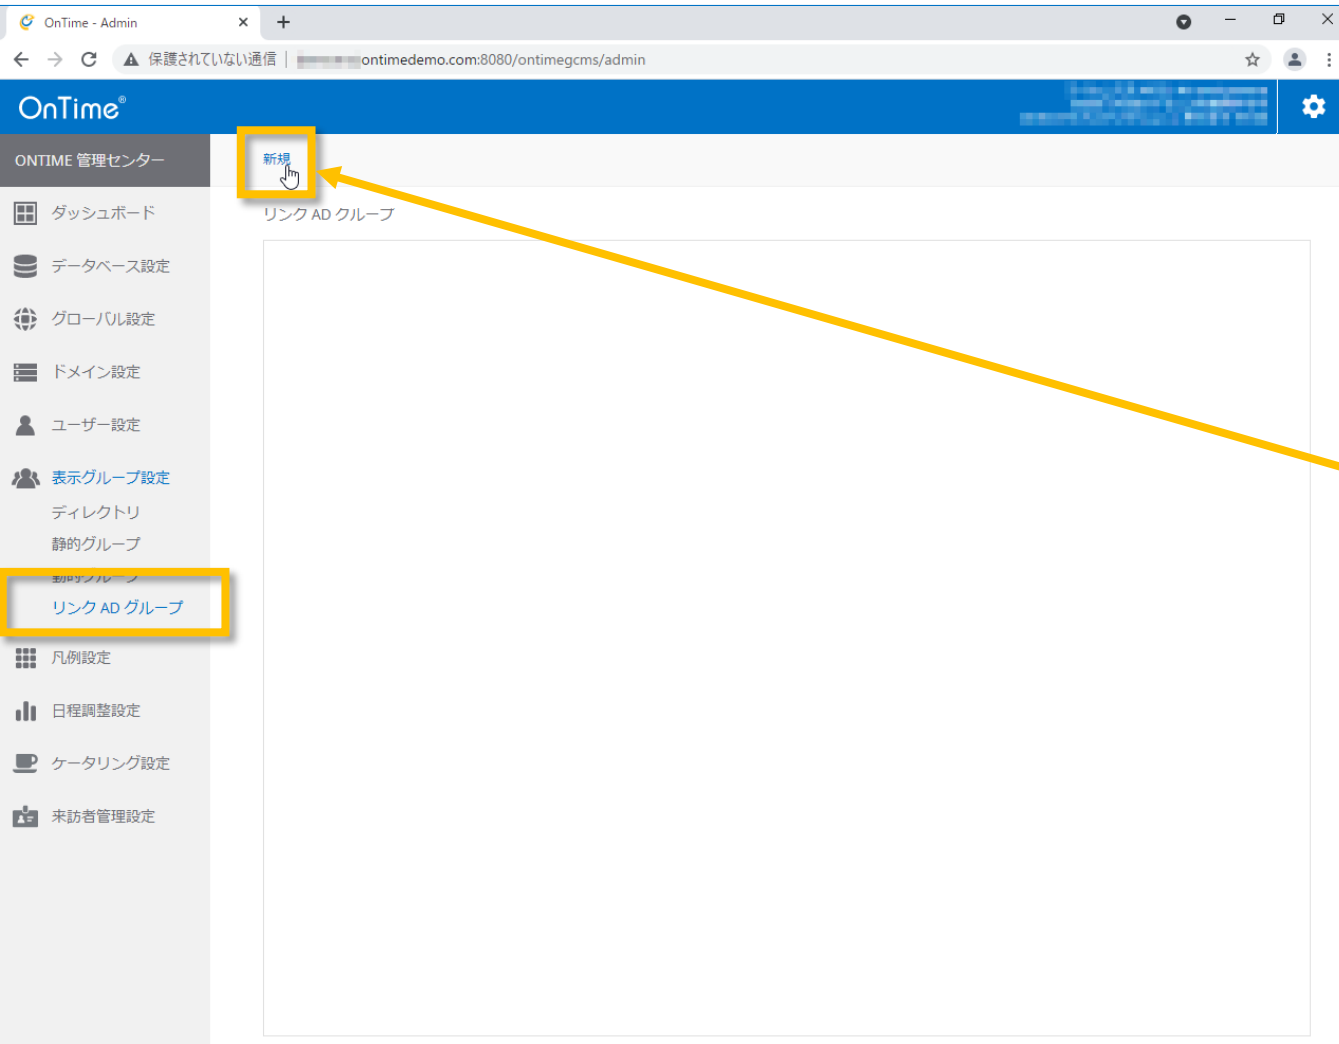 OnTime - Admin
保護されていない通信
ontimedemo.com:8080/ontimegcms/admin
OnTime®
ONTIME 管理センター
新規
ダッシュボード
リンク AD グループ
データベース設定
グローバル設定
ドメイン設定
ユーザー設定
表示グループ設定
ディレクトリ
静的グループ
動的グループ
リンク AD グループ
凡例設定
日程調整設定
ケータリング設定
来訪者管理設定